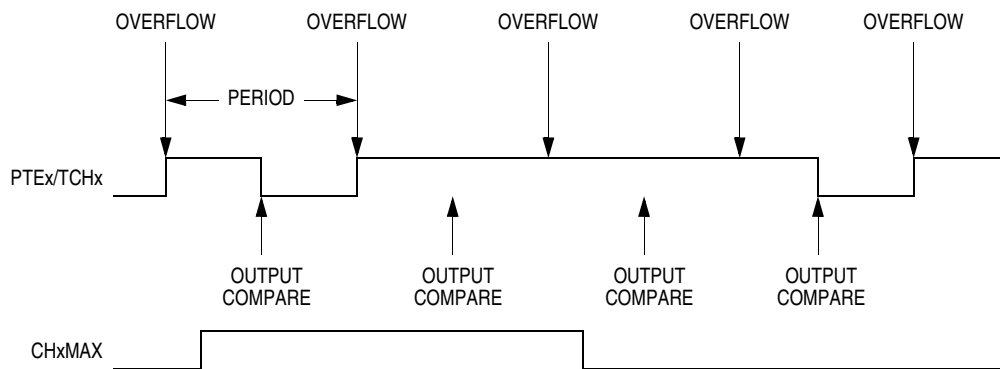 OVERFLOW OVERFLOW OVERFLOW OVERFLOW OVERFLOW
PERIOD
PTEx/TCHx
OUTPUT COMPARE
OUTPUT COMPARE
OUTPUT COMPARE
OUTPUT COMPARE
CHxMAX